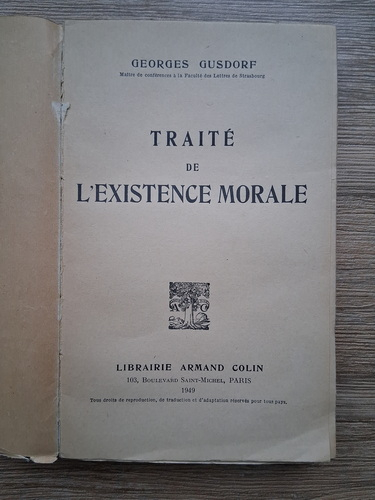 GEORGES GUSDORF
Maître de conférences à la Faculté des Lettres de Strasbourg
TRAITÉ
DE
L'EXISTENCE MORALE
LIBRAIRIE ARMAND COLIN
103, BOULEVARD SAINT-MICHEL, PARIS
1949
Tous droits de reproduction, de traduction et d'adaptation réservés pour tous pays.